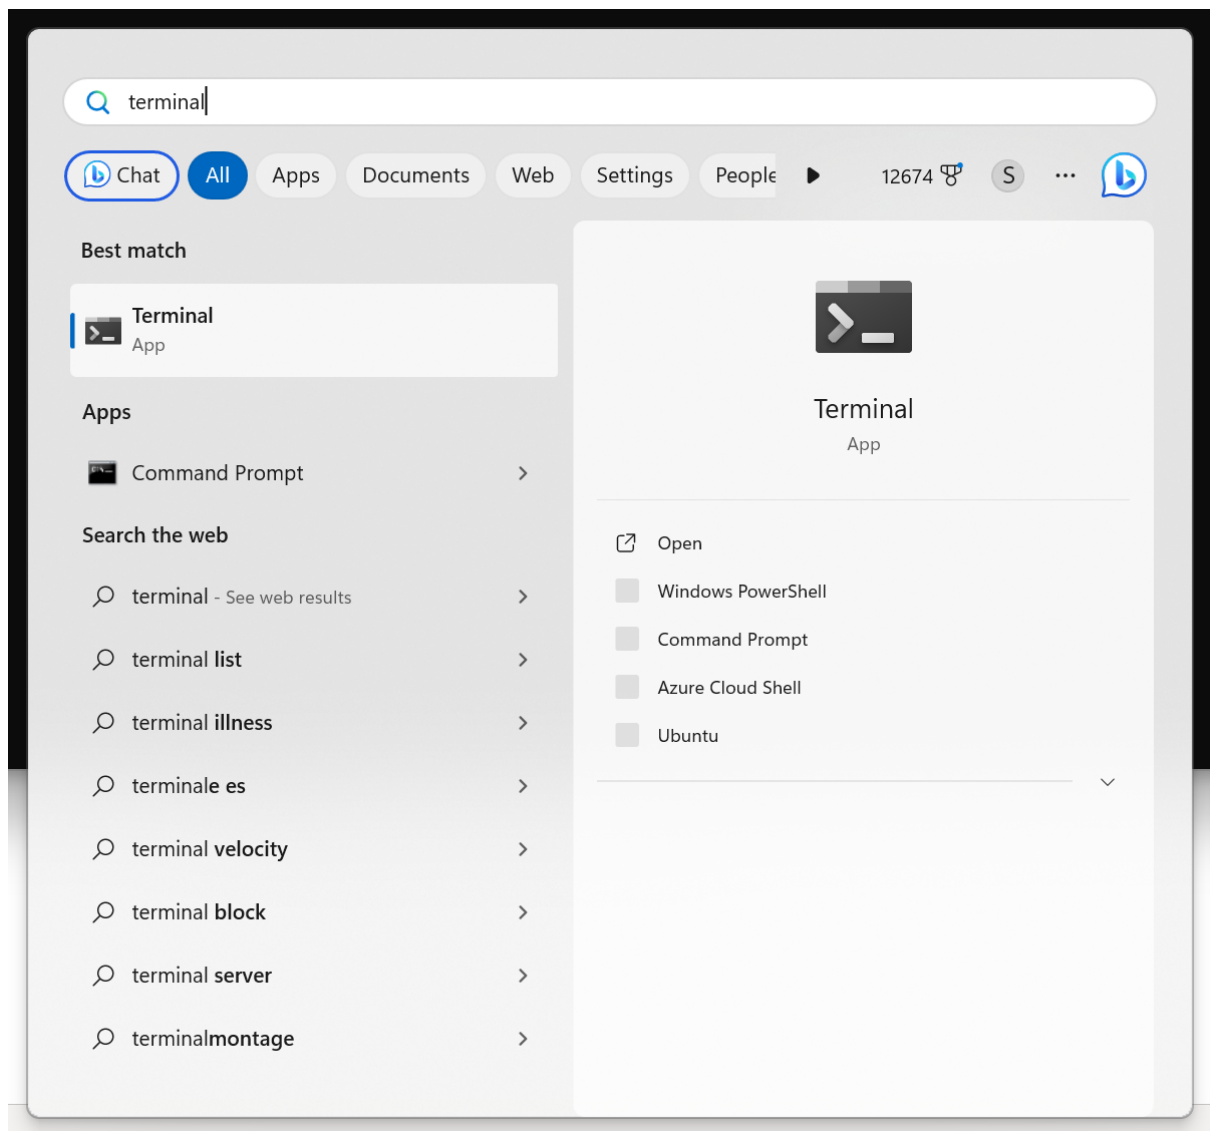 terminal
Chat
All
Apps
Documents
Web
Settings
People
12674
S
Best match
Terminal
App
Apps
Command Prompt
Search the web
terminal - See web results
terminal list
terminal illness
terminale es
terminal velocity
terminal block
terminal server
terminalmontage
Terminal
App
Open
Windows PowerShell
Command Prompt
Azure Cloud Shell
Ubuntu